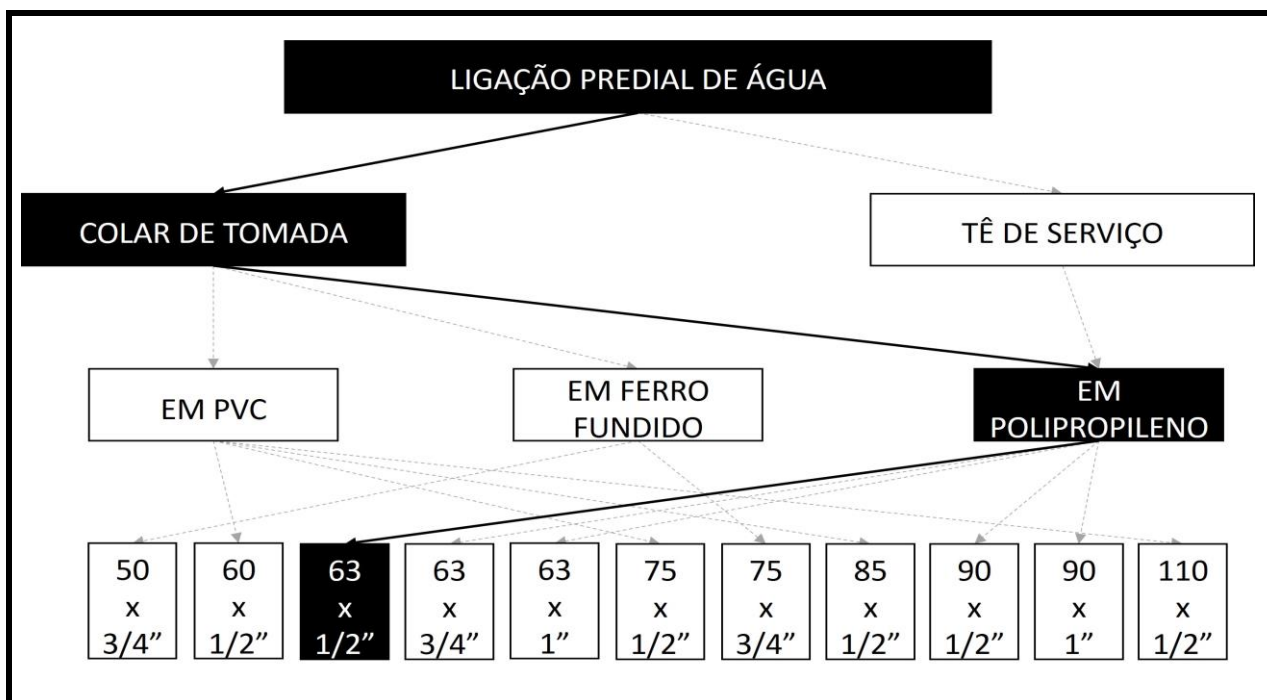 LIGAÇÃO PREDIAL DE ÁGUA
COLAR DE TOMADA
TÊ DE SERVIÇO
EM PVC
EM FERRO
FUNDIDO
EM
POLIPROPILENO
50
x
3/4”
60
x
1/2”
63
x
1/2”
63
x
3/4”
63
x
1”
75
x
1/2”
75
x
3/4”
85
x
1/2”
90
x
1/2”
90
x
1”
110
x
1/2”